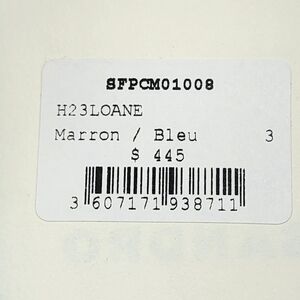 SFPCM01008
H23LOANE
Marron / Bleu 3
$ 445
3 607171 938711